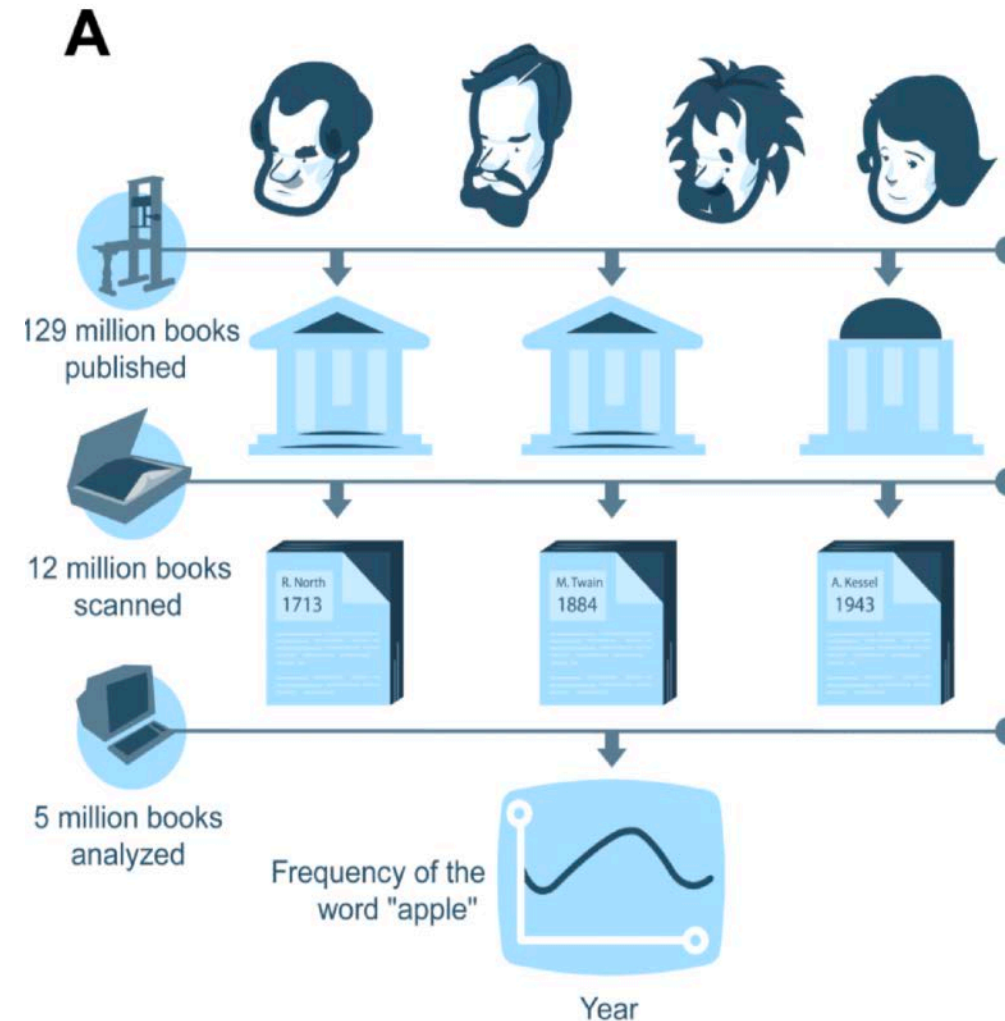 A
129 million books
published
12 million books
scanned
R. North
1713
M. Twain
1884
A. Kessel
1943
5 million books
analyzed
Frequency of the
word "apple"
Year